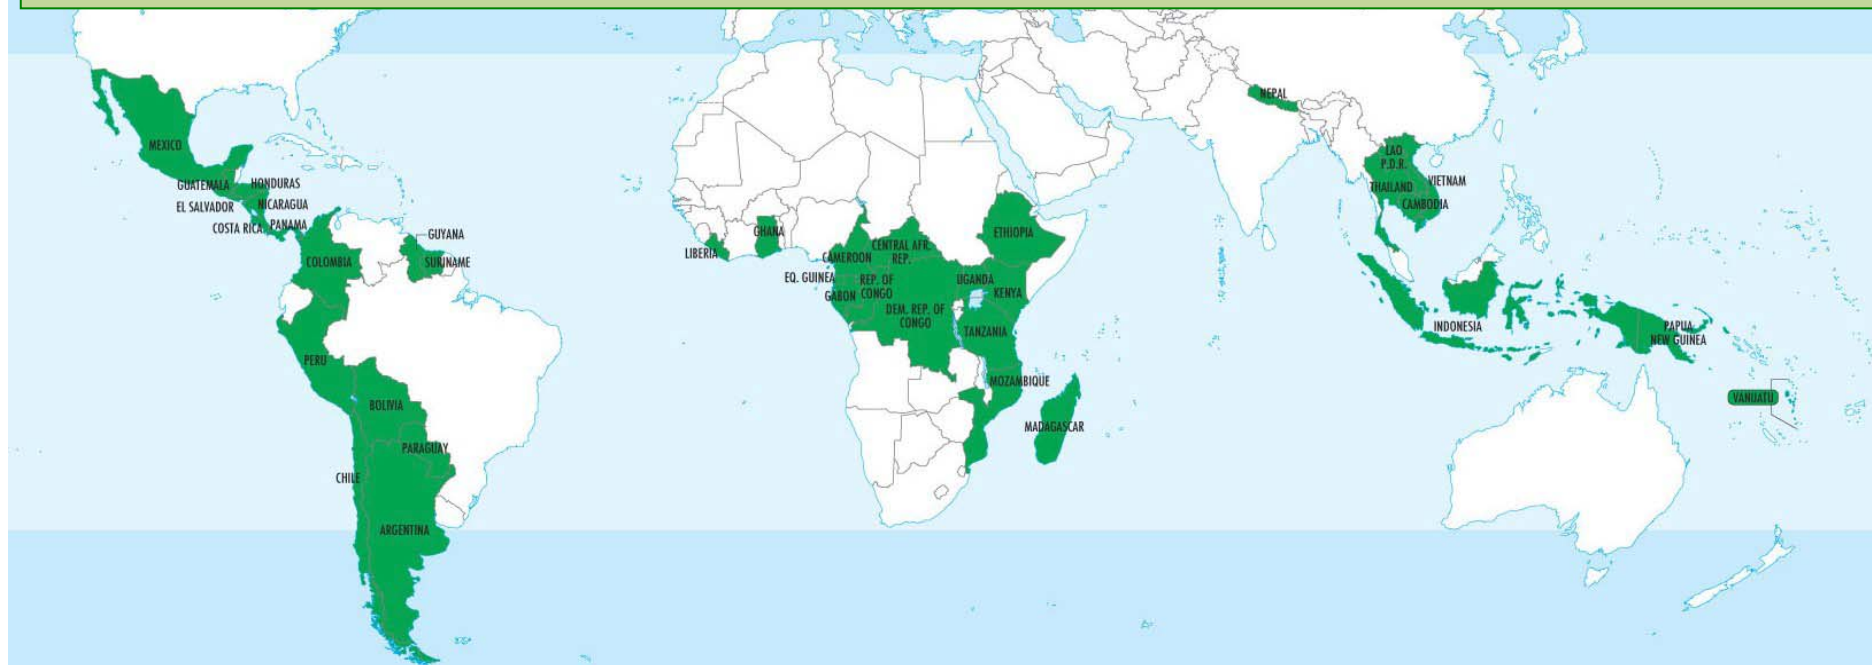 MEXICO
GUATEMALA
HONDURAS
EL SALVADOR
NICARAGUA
COSTA RICA
PANAMA
GUYANA
COLOMBIA
SURINAME
PERU
BOLIVIA
PARAGUAY
CHILE
ARGENTINA
LIBERIA
GHANA
CAMEROON
CENTRAL AFR.
REP.
EQ. GUINEA
GABON
REP. OF
CONGO
DEM. REP. OF
CONGO
ETHIOPIA
UGANDA
KENYA
TANZANIA
MOZAMBIQUE
MADAGASCAR
NEPAL
LAO
P.D.R.
THAILAND
VIETNAM
CAMBODIA
INDONESIA
PAPUA
NEW GUINEA
VANUATU